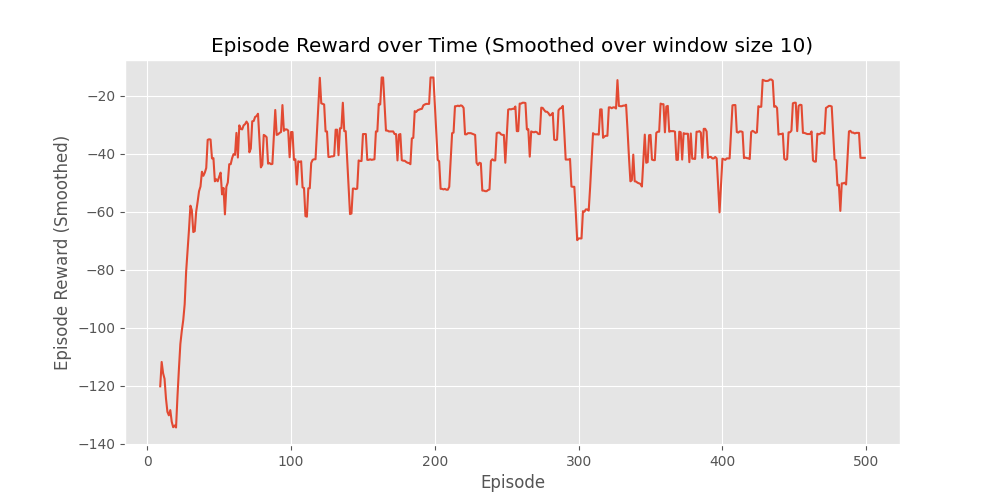 Episode Reward over Time (Smoothed over window size 10)
Episode Reward (Smoothed)
−20
−40
−60
−80
−100
−120
−140
0 100 200 300 400 500
Episode